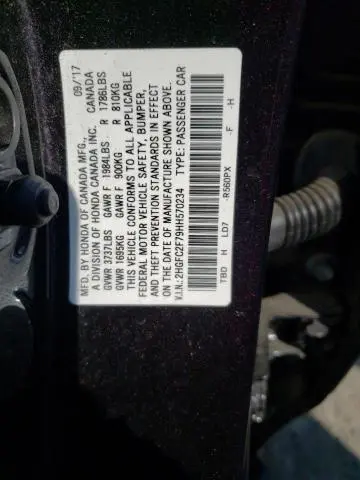 MFD. BY HONDA OF CANADA MFG., 09/'17
A DIVISION OF HONDA CANADA INC. CANADA
GVWR 3737LBS GAWR F 1984LBS R 1786LBS
GVWR 1695KG GAWR F 900KG R 810KG
THIS VEHICLE CONFORMS TO ALL APPLICABLE
FEDERAL MOTOR VEHICLE SAFETY, BUMPER,
AND THEFT PREVENTION STANDARDS IN EFFECT
ON THE DATE OF MANUFACTURE SHOWN ABOVE.
V.I.N.: 2HGFC2F79HH570234 TYPE: PASSENGER CAR
TBD H LD7 -R560PX -F -H